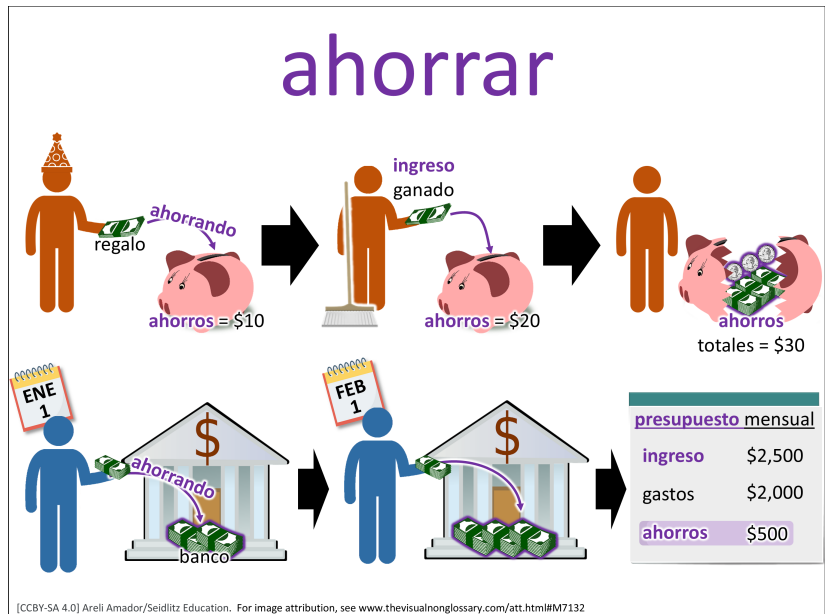 ahorrar
ahorrando
regalo
ahorros = $10
ingreso
ganado
ahorros = $20
ahorros
totales = $30
ENE
1
$
ahorrando
banco
FEB
1
$
presupuesto mensual
ingreso $2,500
gastos $2,000
ahorros $500
[CCBY-SA 4.0] Areli Amador/Seidlitz Education. For image attribution, see www.thevisualnonglossary.com/att.html#M7132